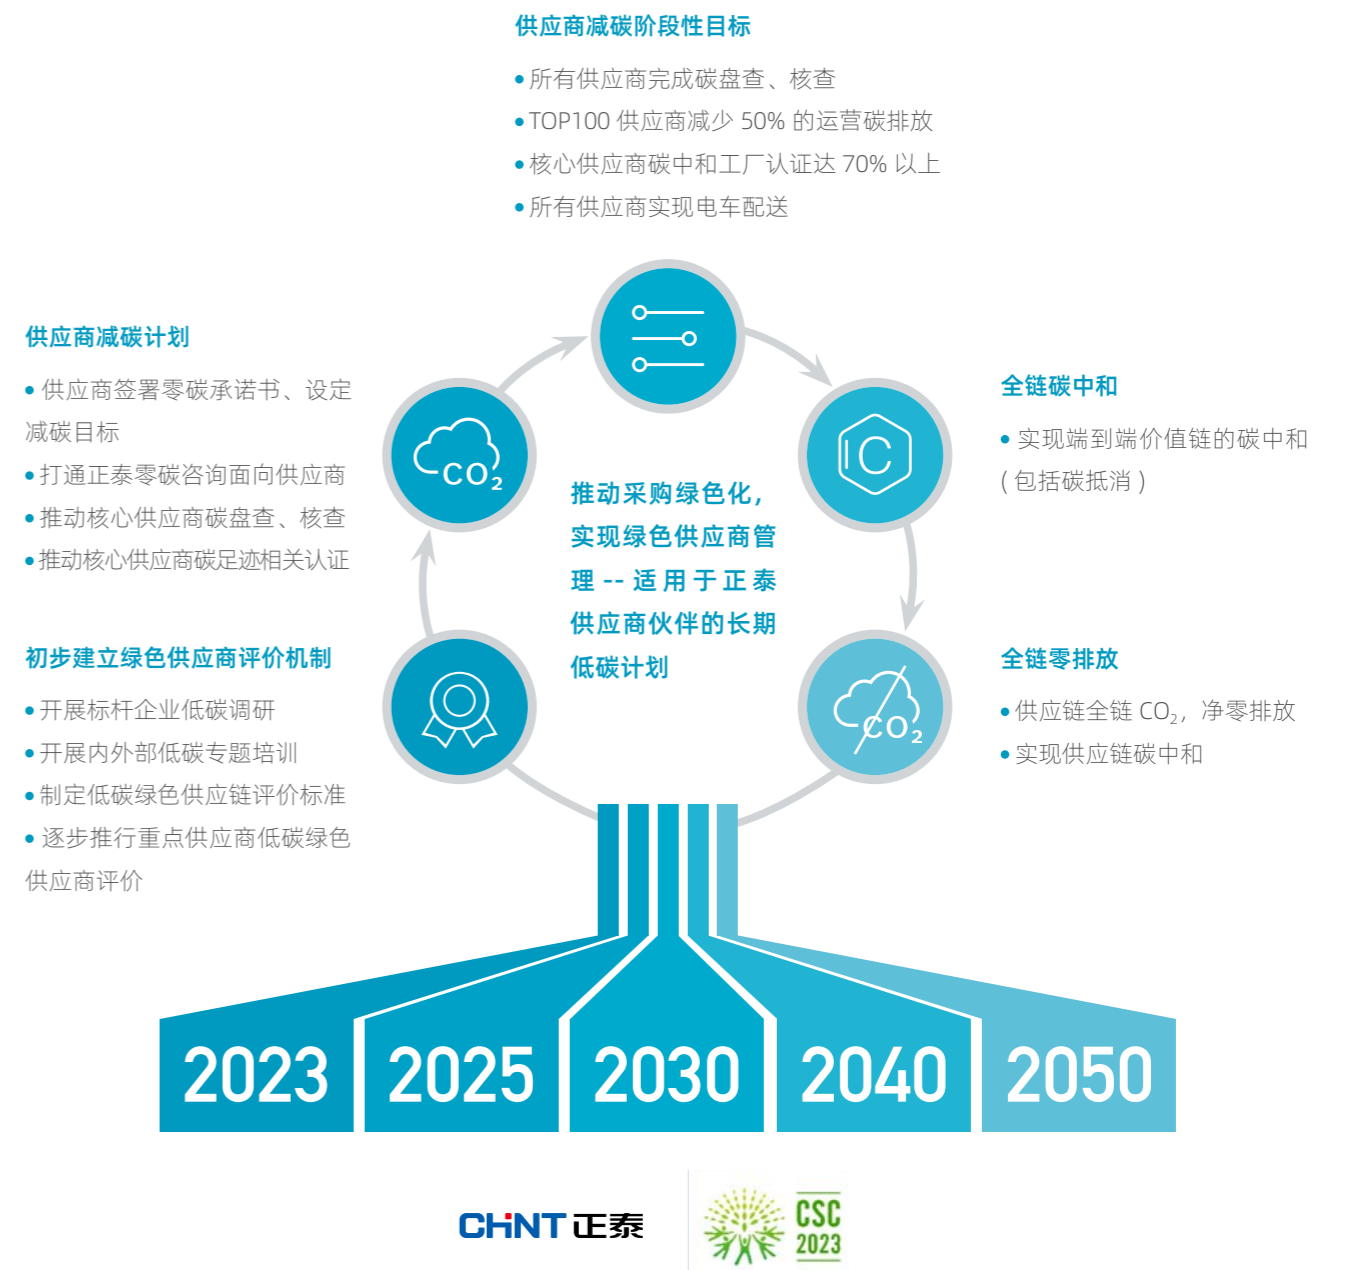 供应商减碳阶段性目标
• 所有供应商完成碳盘查、核查
• TOP100 供应商减少 50% 的运营碳排放
• 核心供应商碳中和工厂认证达 70% 以上
• 所有供应商实现电车配送
供应商减碳计划
• 供应商签署零碳承诺书、设定
减碳目标
• 打通正泰零碳咨询面向供应商
• 推动核心供应商碳盘查、核查
• 推动核心供应商碳足迹相关认证
初步建立绿色供应商评价机制
• 开展标杆企业低碳调研
• 开展内外部低碳专题培训
• 制定低碳绿色供应链评价标准
• 逐步推行重点供应商低碳绿色
供应商评价
CO₂
IC
CO₂
推动采购绿色化，
实现绿色供应商管
理 -- 适用于正泰
供应商伙伴的长期
低碳计划
全链碳中和
• 实现端到端价值链的碳中和
( 包括碳抵消 )
全链零排放
• 供应链全链 CO₂，净零排放
• 实现供应链碳中和
2023
2025
2030
2040
2050
CHiNT 正泰
CSC
2023